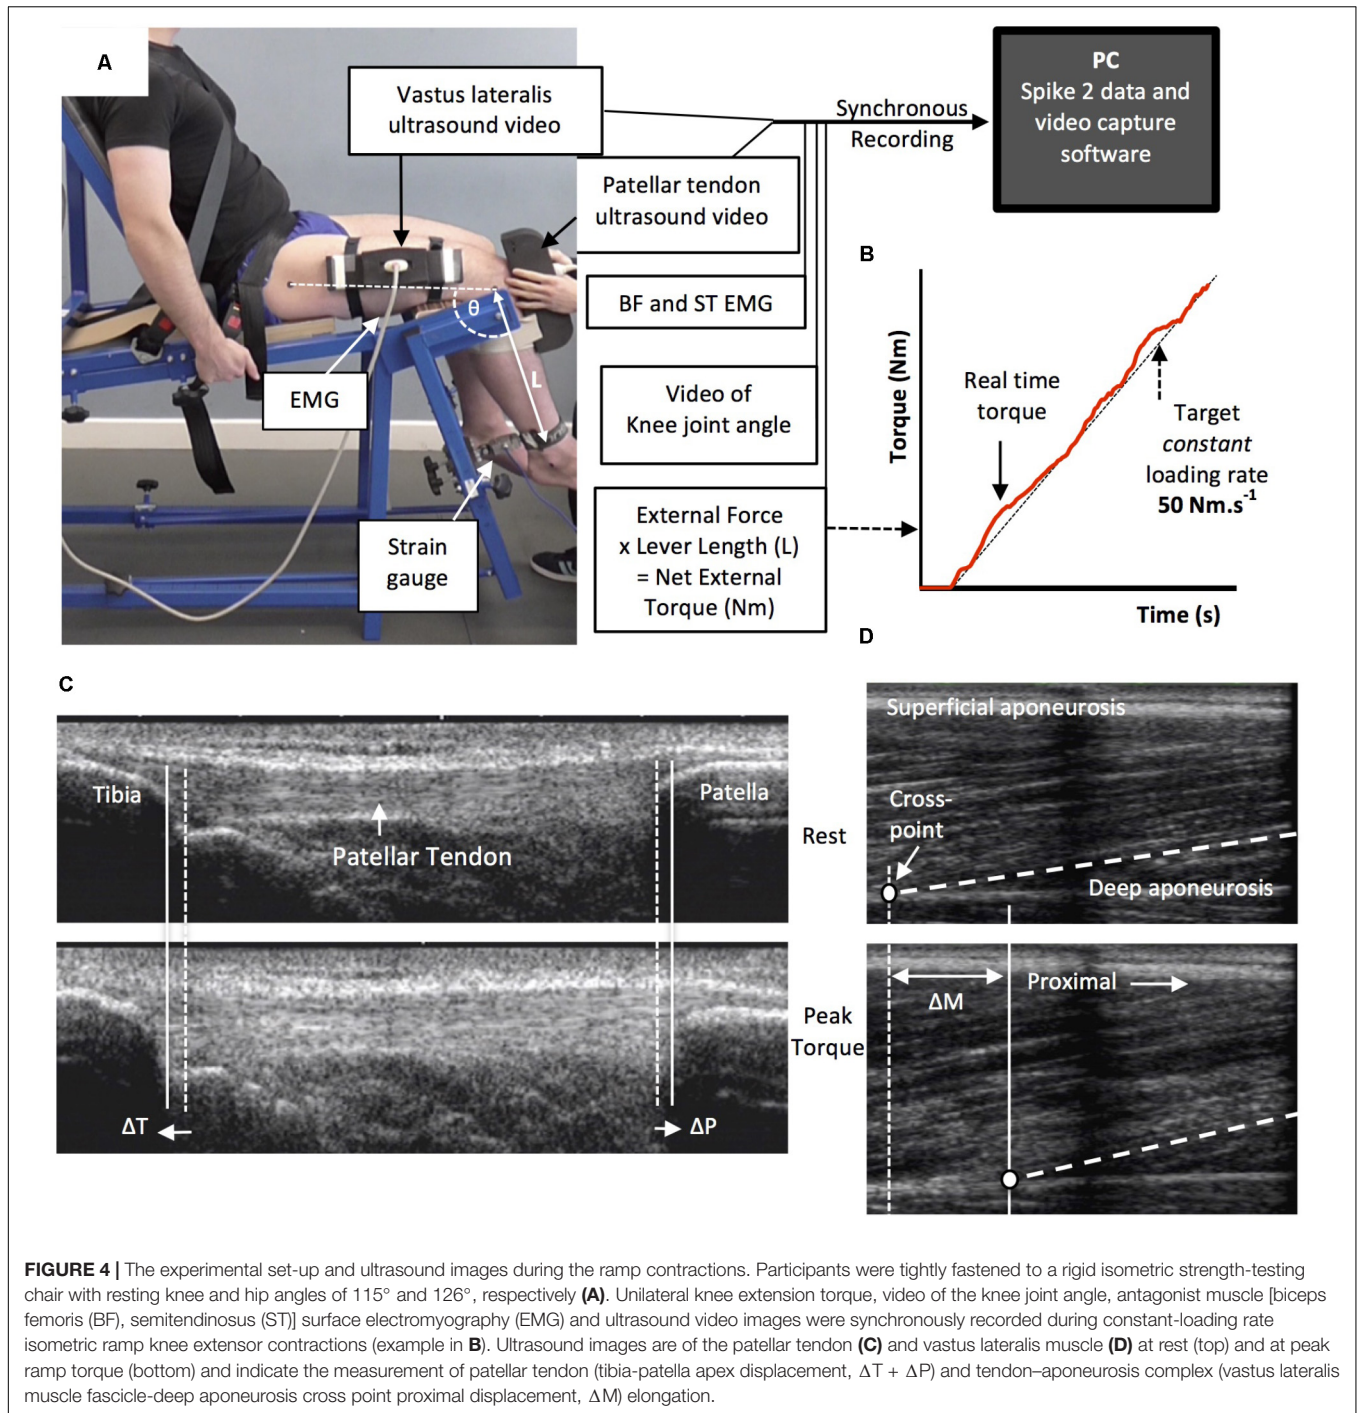 A
Vastus lateralis
ultrasound video
Synchronous
Recording
PC
Spike 2 data and
video capture
software
Patellar tendon
ultrasound video
BF and ST EMG
θ
L
EMG
Video of
Knee joint angle
Strain
gauge
External Force
x Lever Length (L)
= Net External
Torque (Nm)
B
Torque (Nm)
Real time
torque
Target
constant
loading rate
50 Nm.s⁻¹
Time (s)
C
Tibia
Patella
Patellar Tendon
Rest
ΔT
ΔP
Peak
Torque
D
Superficial aponeurosis
Cross-
point
Deep aponeurosis
ΔM
Proximal
FIGURE 4 | The experimental set-up and ultrasound images during the ramp contractions. Participants were tightly fastened to a rigid isometric strength-testing
chair with resting knee and hip angles of 115° and 126°, respectively (A). Unilateral knee extension torque, video of the knee joint angle, antagonist muscle [biceps
femoris (BF), semitendinosus (ST)] surface electromyography (EMG) and ultrasound video images were synchronously recorded during constant-loading rate
isometric ramp knee extensor contractions (example in B). Ultrasound images are of the patellar tendon (C) and vastus lateralis muscle (D) at rest (top) and at peak
ramp torque (bottom) and indicate the measurement of patellar tendon (tibia-patella apex displacement, ΔT + ΔP) and tendon–aponeurosis complex (vastus lateralis
muscle fascicle-deep aponeurosis cross point proximal displacement, ΔM) elongation.